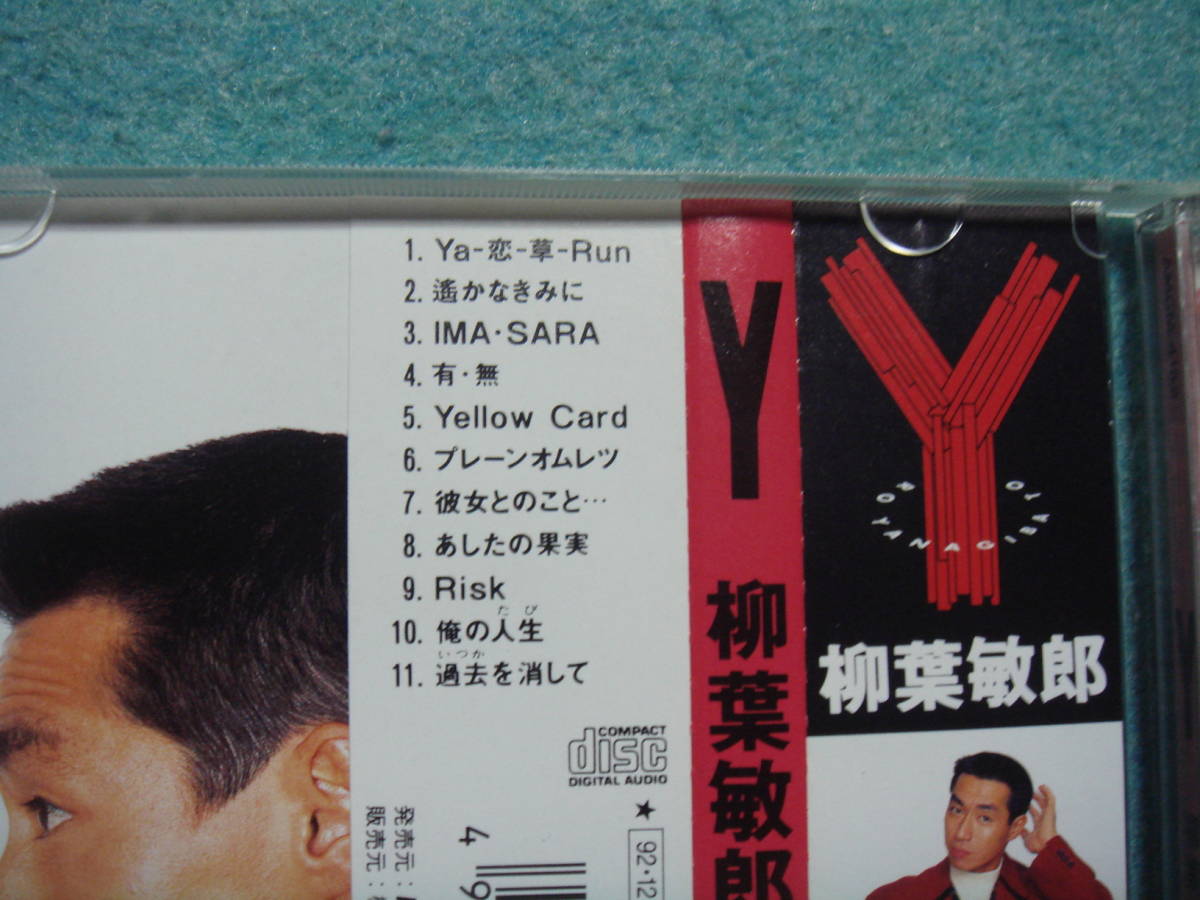 1. Ya-恋-草-Run
2.遙かなきみに
3. IMA・SARA
4. 有・無
5. Yellow Card
6. プレーンオムレツ
7. 彼女とのこと…
8. あしたの果実
9. Risk
たび
10. 俺の人生
いつか
11. 過去を消して
COMPACT
disc
DIGITAL AUDIO
発売元:
販売元:
4 9
★
92・12
Y
柳葉敏郎
YANAGIBA
柳葉敏郎